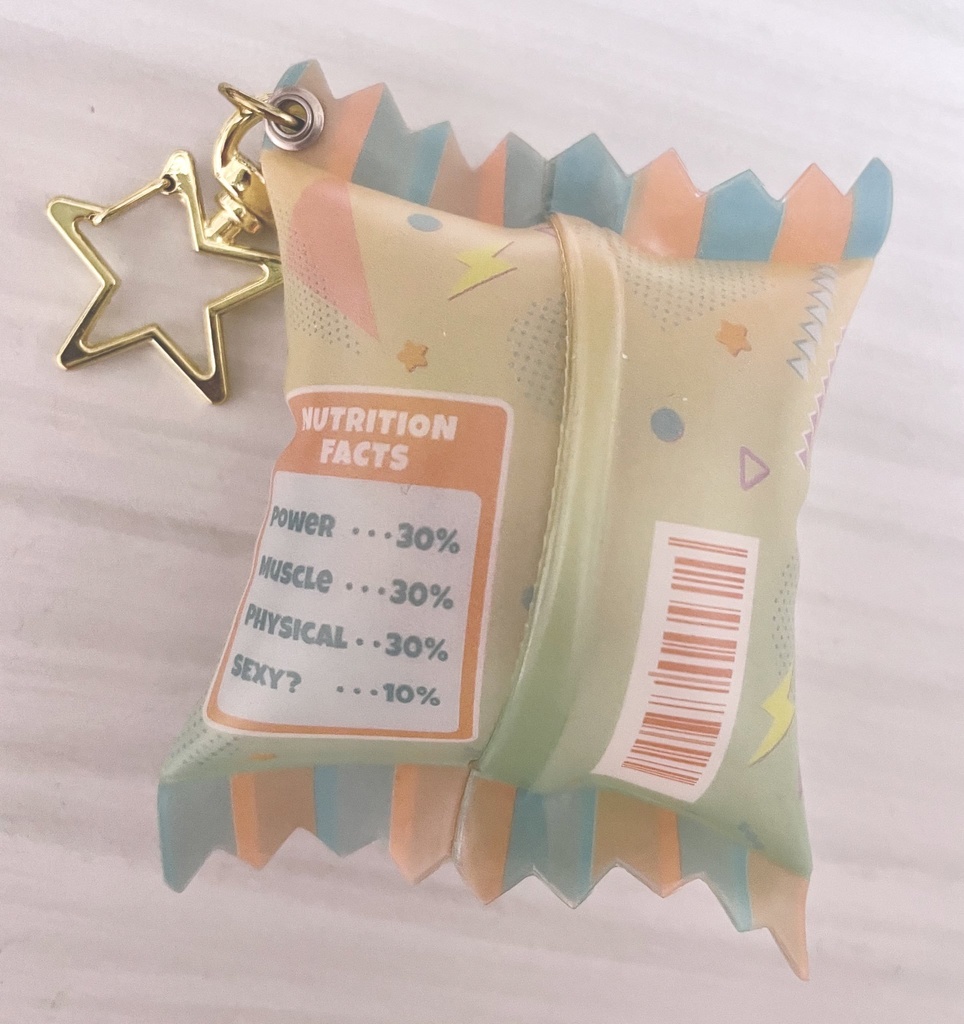 NUTRITION
FACTS
POWER ...30%
MUSCLE ...30%
PHYSICAL ..30%
SEXY? ...10%